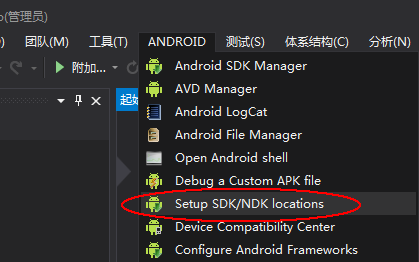 (管理员)
团队(M) 工具(T) ANDROID 测试(S) 体系结构(C) 分析(N)
附加...
Android SDK Manager
AVD Manager
起始
Android LogCat
Android File Manager
Open Android shell
Debug a Custom APK file
Setup SDK/NDK locations
Device Compatibility Center
Configure Android Frameworks